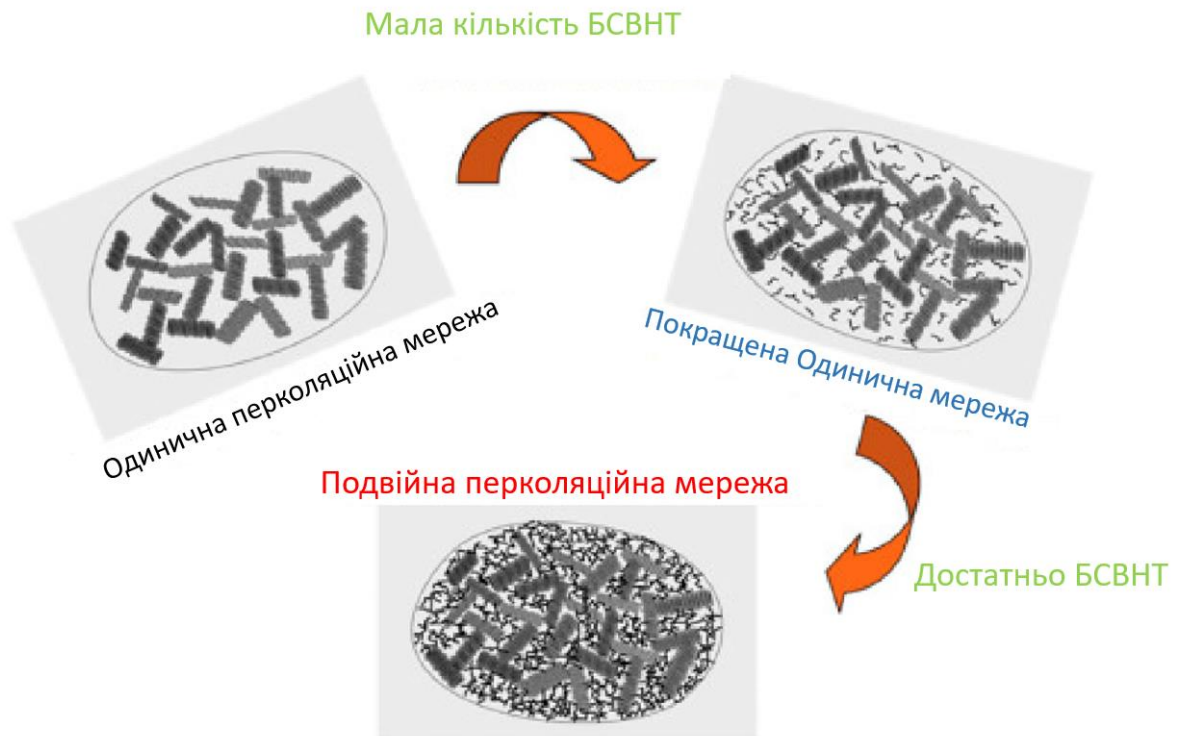 Мала кількість БСВНТ
Одинична перколяційна мережа
Покращена Одинична мережа
Подвійна перколяційна мережа
Достатньо БСВНТ